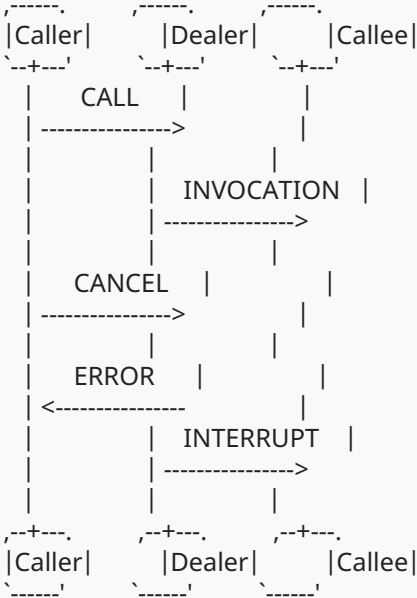 ,------.          ,------.          ,------.
|Caller|          |Dealer|          |Callee|
`--+---'          `--+---'          `--+---'
   |       CALL      |                 |
   | ---------------->                 |
   |                 |                 |
   |                 |    INVOCATION   |
   |                 | ---------------->
   |                 |                 |
   |      CANCEL     |                 |
   | ---------------->                 |
   |                 |                 |
   |      ERROR      |                 |
   | <----------------                 |
   |                 |    INTERRUPT    |
   |                 | ---------------->
   |                 |                 |
,--+---.          ,--+---.          ,--+---.
|Caller|          |Dealer|          |Callee|
`------'          `------'          `------'